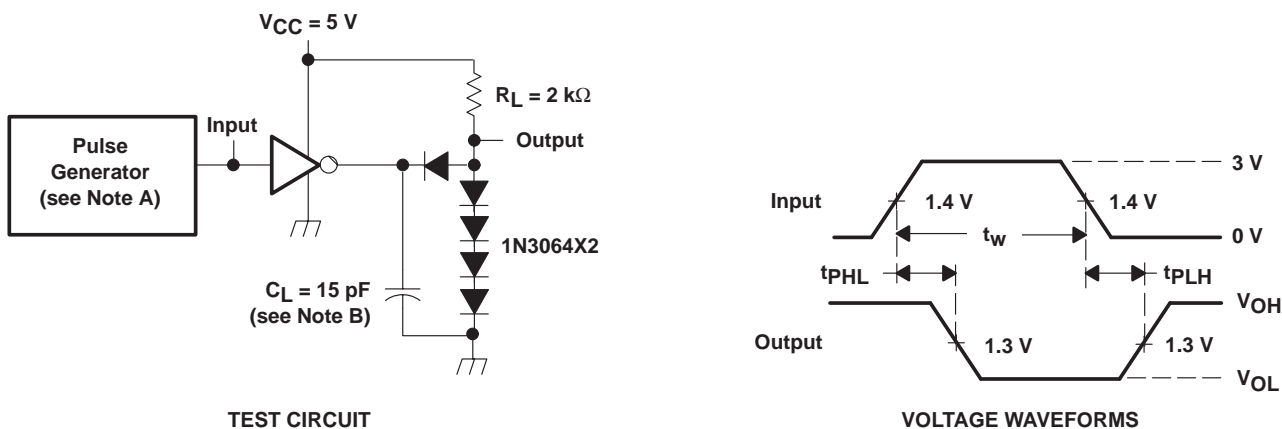 VCC = 5 V
RL = 2 kΩ
Input
Output
Pulse
Generator
(see Note A)
1N3064X2
CL = 15 pF
(see Note B)
TEST CIRCUIT
3 V
Input
1.4 V
1.4 V
tw
0 V
tPHL
tPLH
VOH
Output
1.3 V
1.3 V
VOL
VOLTAGE WAVEFORMS